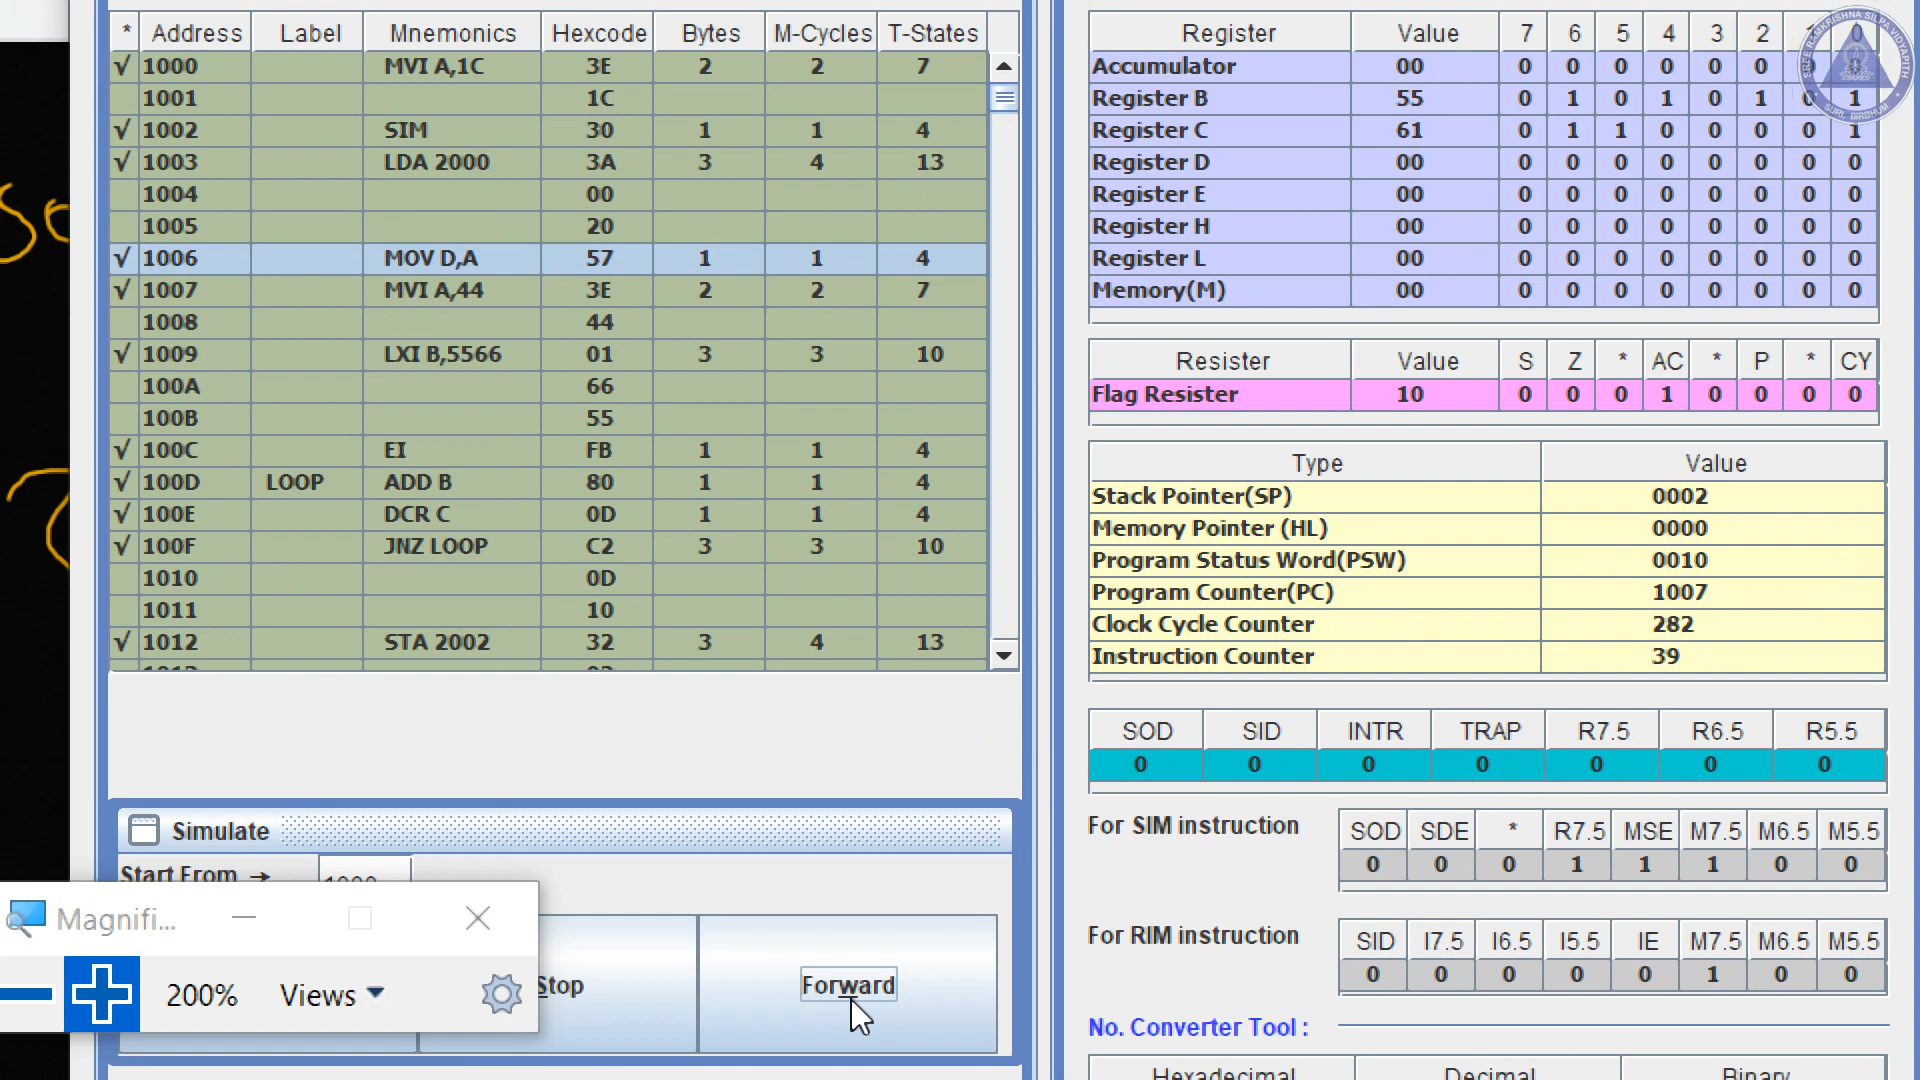 * Address Label Mnemonics Hexcode Bytes M-Cycles T-States
√ 1000 MVI A,1C 3E 2 2 7
1001 1C
√ 1002 SIM 30 1 1 4
√ 1003 LDA 2000 3A 3 4 13
1004 00
1005 20
√ 1006 MOV D,A 57 1 1 4
√ 1007 MVI A,44 3E 2 2 7
1008 44
√ 1009 LXI B,5566 01 3 3 10
100A 66
100B 55
√ 100C EI FB 1 1 4
√ 100D LOOP ADD B 80 1 1 4
√ 100E DCR C 0D 1 1 4
√ 100F JNZ LOOP C2 3 3 10
1010 0D
1011 10
√ 1012 STA 2002 32 3 4 13
Simulate
Start From →
Stop
Forward
Magnifi...
200% Views
Register Value 7 6 5 4 3 2 0
Accumulator 00 0 0 0 0 0 0 0
Register B 55 0 1 0 1 0 1 0 1
Register C 61 0 1 1 0 0 0 0 1
Register D 00 0 0 0 0 0 0 0 0
Register E 00 0 0 0 0 0 0 0 0
Register H 00 0 0 0 0 0 0 0 0
Register L 00 0 0 0 0 0 0 0 0
Memory(M) 00 0 0 0 0 0 0 0 0
Resister Value S Z * AC * P * CY
Flag Resister 10 0 0 0 1 0 0 0 0
Type Value
Stack Pointer(SP) 0002
Memory Pointer (HL) 0000
Program Status Word(PSW) 0010
Program Counter(PC) 1007
Clock Cycle Counter 282
Instruction Counter 39
SOD SID INTR TRAP R7.5 R6.5 R5.5
0 0 0 0 0 0 0
For SIM instruction
SOD SDE * R7.5 MSE M7.5 M6.5 M5.5
0 0 0 1 1 1 0 0
For RIM instruction
SID I7.5 I6.5 I5.5 IE M7.5 M6.5 M5.5
0 0 0 0 0 1 0 0
No. Converter Tool :
Hexadecimal Decimal Binary
SREE RAMKRISHNA SILPA VIDYAPITH
SURI, BIRBHUM